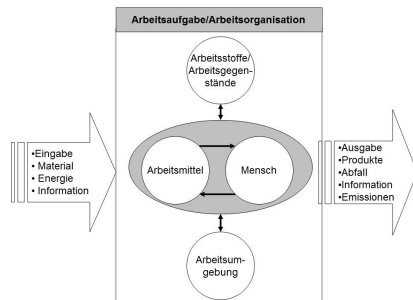 Arbeitsaufgabe/Arbeitsorganisation
Arbeitsstoffe/
Arbeitsgegen-
stände
•Eingabe
• Material
• Energie
• Information
Arbeitsmittel
Mensch
•Ausgabe
•Produkte
•Abfall
•Information
•Emissionen
Arbeitsum-
gebung